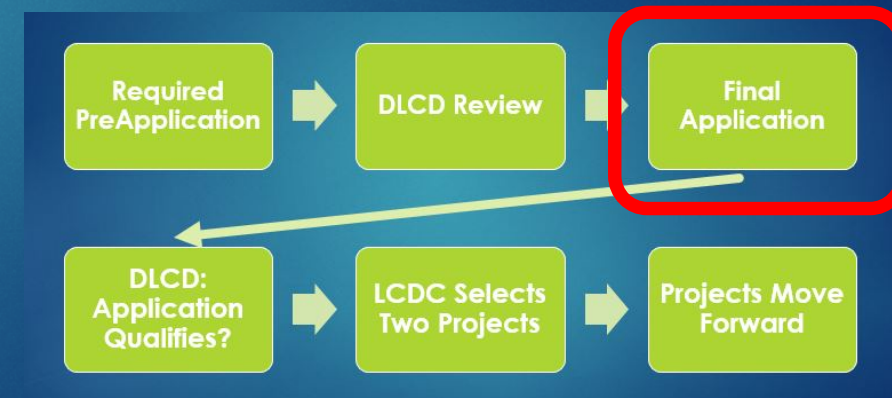 Required
PreApplication
DLCD Review
Final
Application
DLCD:
Application
Qualifies?
LCDC Selects
Two Projects
Projects Move
Forward